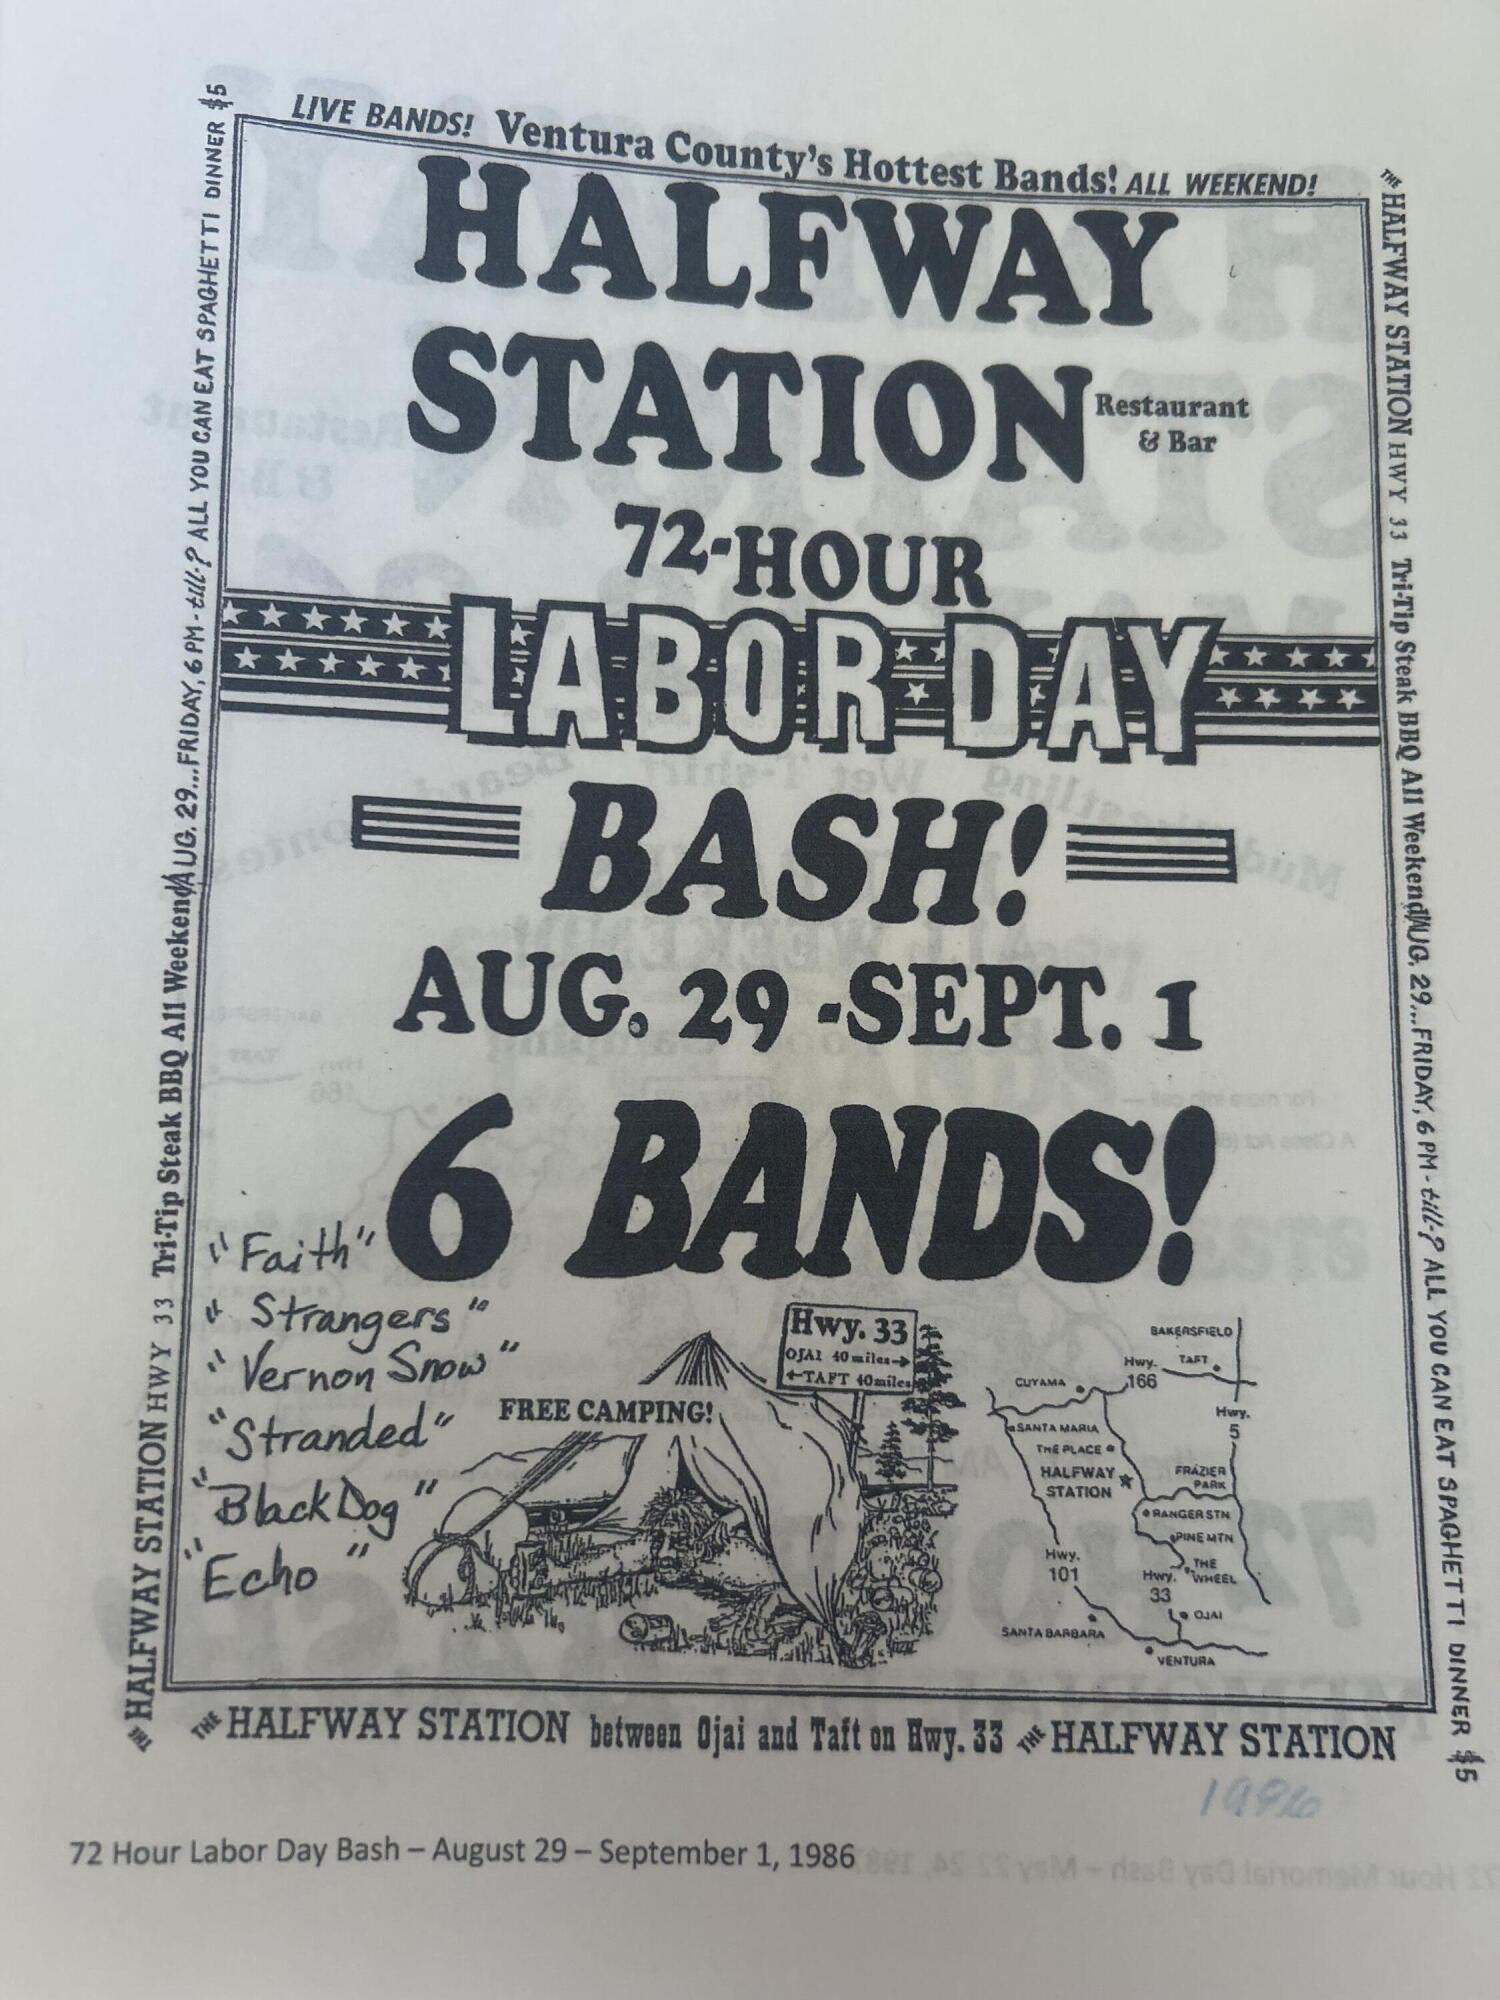 LIVE BANDS! Ventura County's Hottest Bands! ALL WEEKEND!
HALFWAY
STATION
Restaurant
& Bar
72-HOUR
LABOR DAY
BASH!
AUG. 29 - SEPT. 1
6 BANDS!
"Faith"
"Strangers"
"Vernon Snow"
"Stranded"
"Black Dog"
"Echo"
FREE CAMPING!
Hwy. 33
OJAI 40 miles→
←TAFT 40 miles
BAKERSFIELD
TAFT
Hwy.
166
CUYAMA
Hwy.
5
SANTA MARIA
THE PLACE
HALFWAY
STATION
FRAZIER
PARK
RANGER STN
PINE MTN
THE
WHEEL
Hwy.
101
Hwy.
33
OJAI
SANTA BARBARA
VENTURA
THE HALFWAY STATION HWY 33 Tri-Tip Steak BBQ All Weekend/AUG. 29...FRIDAY, 6 PM - till-? ALL YOU CAN EAT SPAGHETTI DINNER $5
THE HALFWAY STATION HWY 33 Tri-Tip Steak BBQ All Weekend/AUG. 29...FRIDAY, 6 PM - till-? ALL YOU CAN EAT SPAGHETTI DINNER $5
THE HALFWAY STATION between Ojai and Taft on Hwy. 33 THE HALFWAY STATION
72 Hour Labor Day Bash – August 29 – September 1, 1986